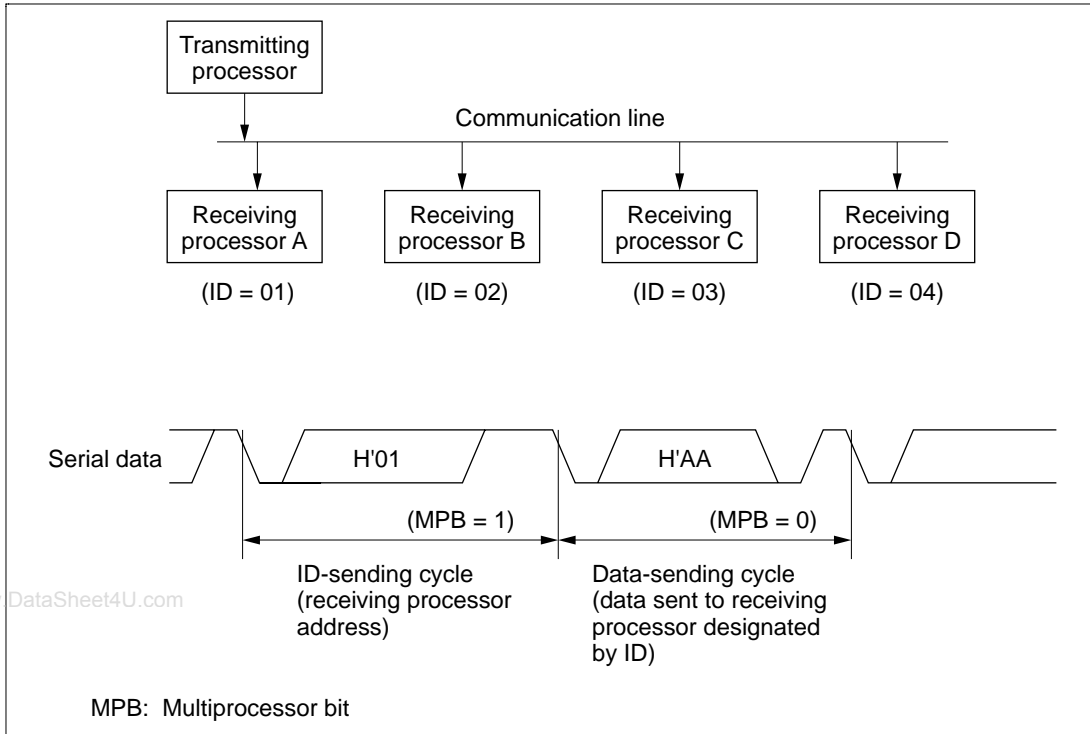 Transmitting
processor
Communication line
Receiving
processor A
Receiving
processor B
Receiving
processor C
Receiving
processor D
(ID = 01)
(ID = 02)
(ID = 03)
(ID = 04)
Serial data
H'01
H'AA
(MPB = 1)
(MPB = 0)
ID-sending cycle
(receiving processor
address)
Data-sending cycle
(data sent to receiving
processor designated
by ID)
.DataSheet4U.com
MPB: Multiprocessor bit